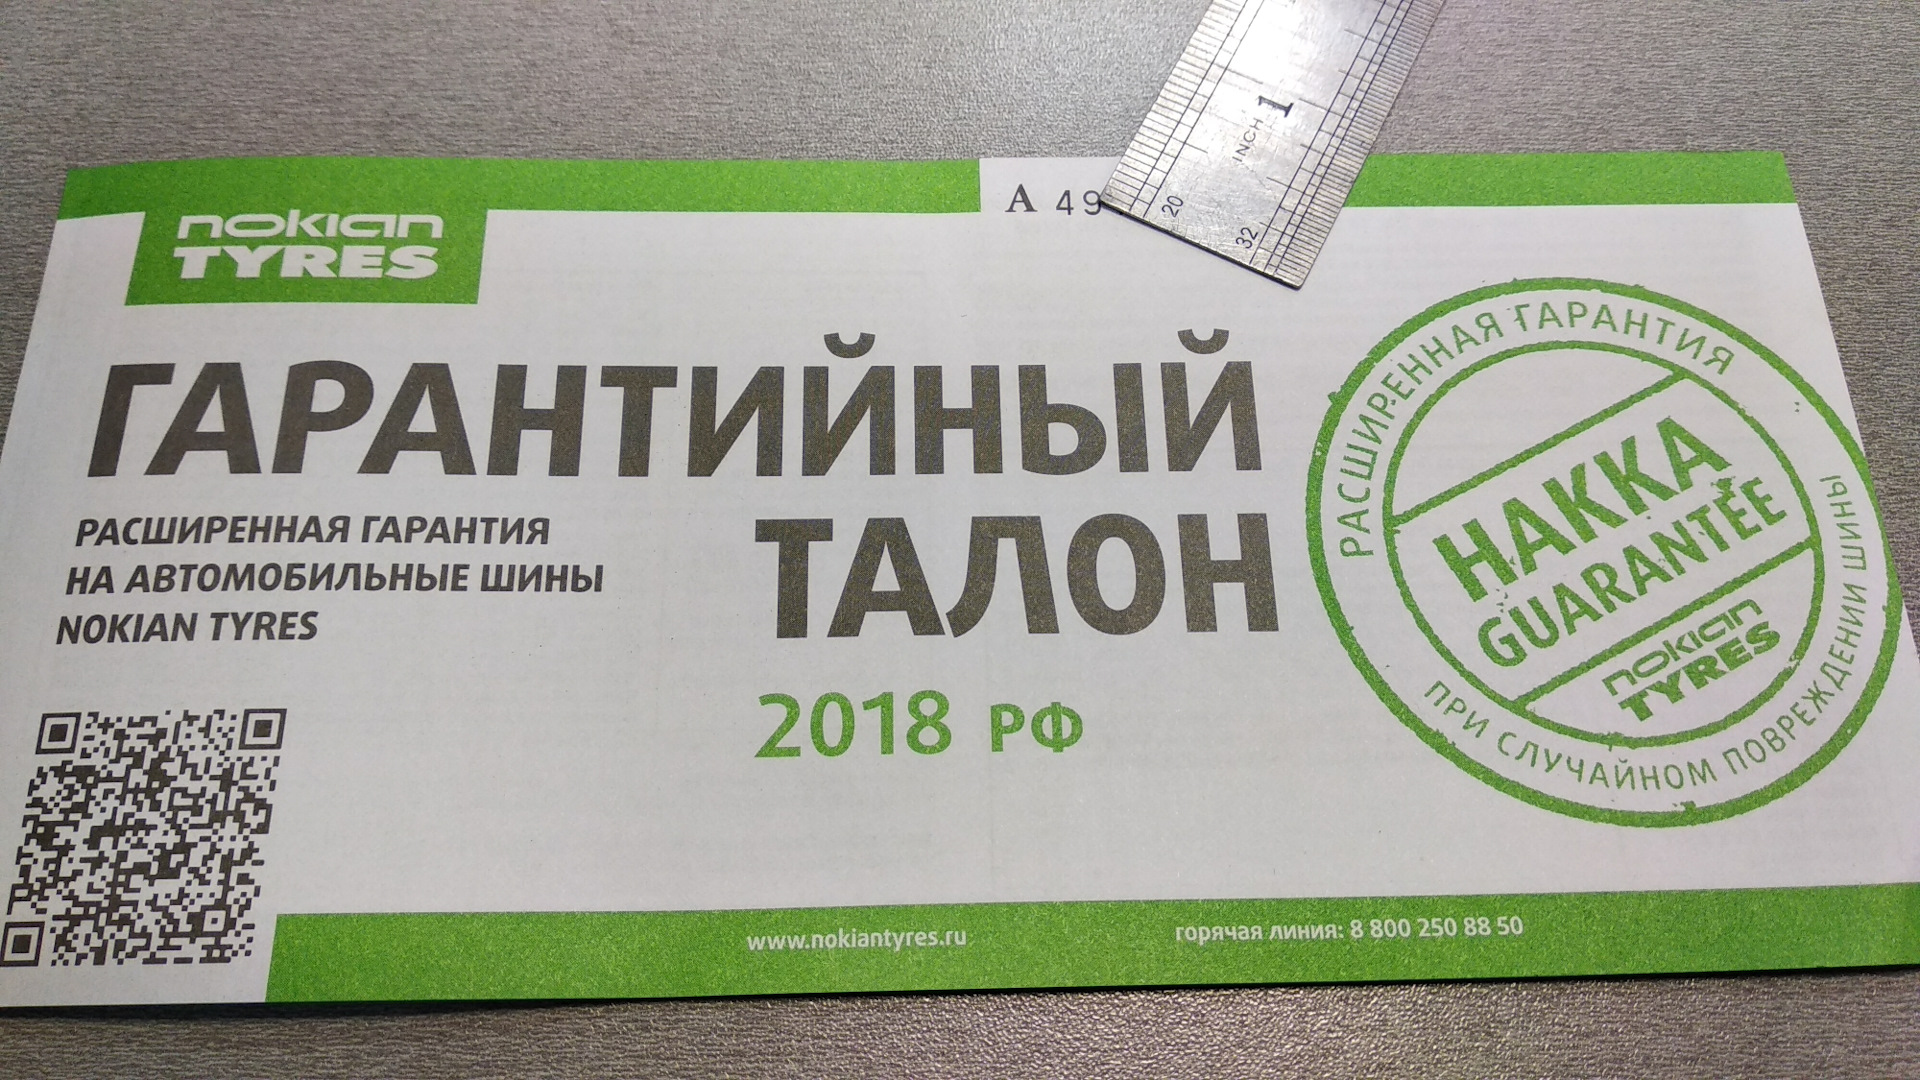 INCH 1
20
32
A 49
nokian
TYRES
ГАРАНТИЙНЫЙ
ТАЛОН
РАСШИРЕННАЯ ГАРАНТИЯ
НА АВТОМОБИЛЬНЫЕ ШИНЫ
NOKIAN TYRES
2018 РФ
РАСШИРЕННАЯ ГАРАНТИЯ
HAKKA
GUARANTEE
nokian
TYRES
ПРИ СЛУЧАЙНОМ ПОВРЕЖДЕНИИ ШИНЫ
www.nokiantyres.ru
горячая линия: 8 800 250 88 50